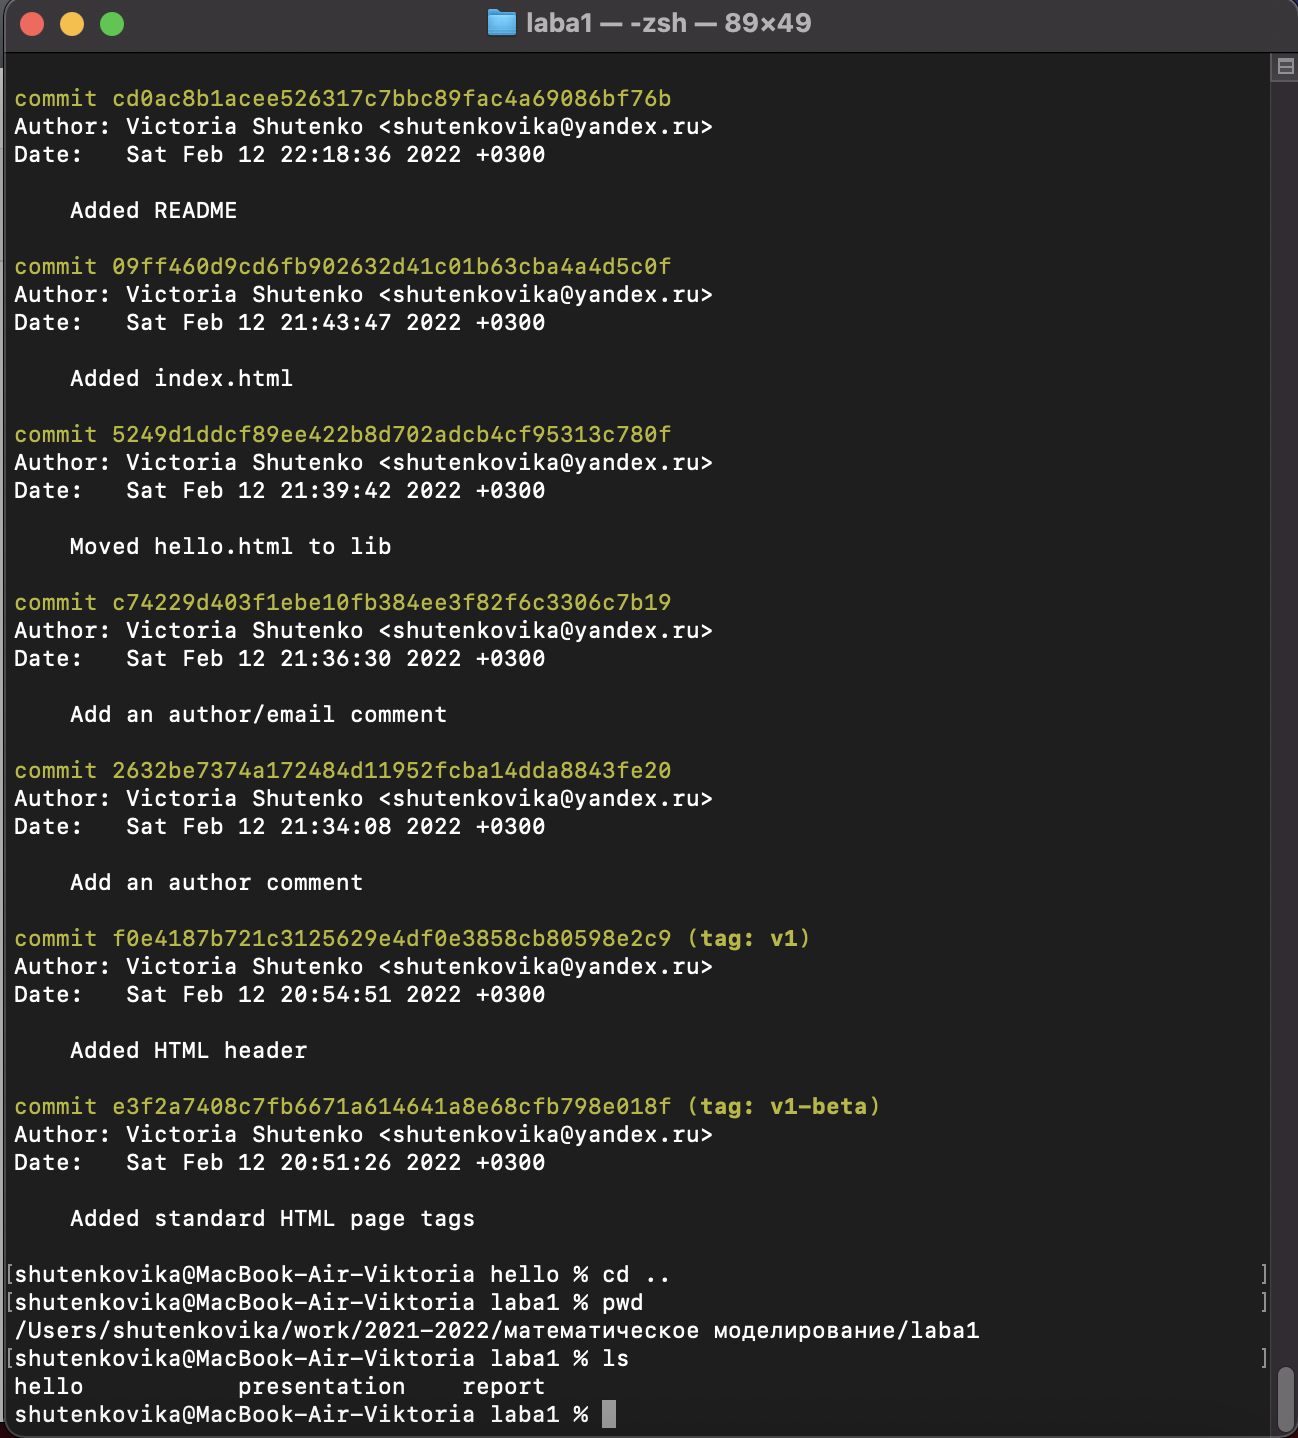 laba1 — -zsh — 89×49
commit cd0ac8b1acee526317c7bbc89fac4a69086bf76b
Author: Victoria Shutenko <shutenkovika@yandex.ru>
Date:   Sat Feb 12 22:18:36 2022 +0300
Added README
commit 09ff460d9cd6fb902632d41c01b63cba4a4d5c0f
Author: Victoria Shutenko <shutenkovika@yandex.ru>
Date:   Sat Feb 12 21:43:47 2022 +0300
Added index.html
commit 5249d1ddcf89ee422b8d702adcb4cf95313c780f
Author: Victoria Shutenko <shutenkovika@yandex.ru>
Date:   Sat Feb 12 21:39:42 2022 +0300
Moved hello.html to lib
commit c74229d403f1ebe10fb384ee3f82f6c3306c7b19
Author: Victoria Shutenko <shutenkovika@yandex.ru>
Date:   Sat Feb 12 21:36:30 2022 +0300
Add an author/email comment
commit 2632be7374a172484d11952fcba14dda8843fe20
Author: Victoria Shutenko <shutenkovika@yandex.ru>
Date:   Sat Feb 12 21:34:08 2022 +0300
Add an author comment
commit f0e4187b721c3125629e4df0e3858cb80598e2c9 (tag: v1)
Author: Victoria Shutenko <shutenkovika@yandex.ru>
Date:   Sat Feb 12 20:54:51 2022 +0300
Added HTML header
commit e3f2a7408c7fb6671a614641a8e68cfb798e018f (tag: v1-beta)
Author: Victoria Shutenko <shutenkovika@yandex.ru>
Date:   Sat Feb 12 20:51:26 2022 +0300
Added standard HTML page tags
[shutenkovika@MacBook-Air-Viktoria hello % cd .. ]
[shutenkovika@MacBook-Air-Viktoria laba1 % pwd ]
/Users/shutenkovika/work/2021-2022/математическое моделирование/laba1
[shutenkovika@MacBook-Air-Viktoria laba1 % ls ]
hello           presentation    report
shutenkovika@MacBook-Air-Viktoria laba1 %